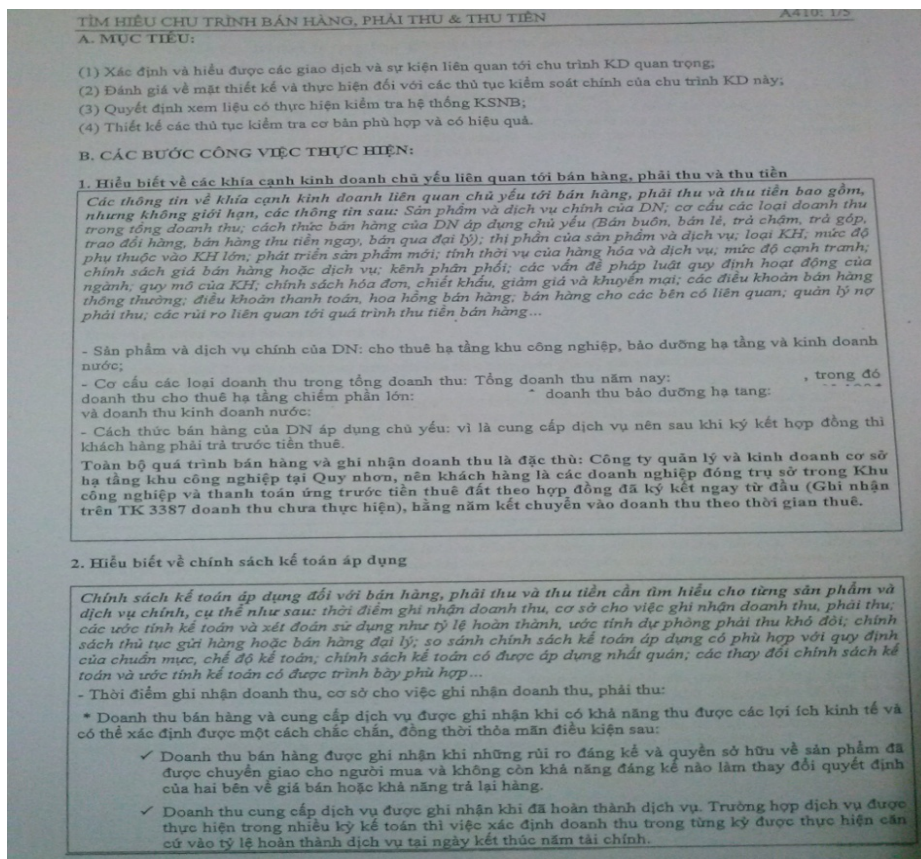 TÌM HIỂU CHU TRÌNH BÁN HÀNG, PHẢI THU & THU TIỀN
A410: 1/5
A. MỤC TIÊU:
(1) Xác định và hiểu được các giao dịch và sự kiện liên quan tới chu trình KD quan trọng;
(2) Đánh giá về mặt thiết kế và thực hiện đối với các thủ tục kiểm soát chính của chu trình KD này;
(3) Quyết định xem liệu có thực hiện kiểm tra hệ thống KSNB;
(4) Thiết kế các thủ tục kiểm tra cơ bản phù hợp và có hiệu quả.
B. CÁC BƯỚC CÔNG VIỆC THỰC HIỆN:
1. Hiểu biết về các khía cạnh kinh doanh chủ yếu liên quan tới bán hàng, phải thu và thu tiền
Các thông tin về khía cạnh kinh doanh liên quan chủ yếu tới bán hàng, phải thu và thu tiền bao gồm,
nhưng không giới hạn, các thông tin sau: Sản phẩm và dịch vụ chính của DN; cơ cấu các loại doanh thu
trong tổng doanh thu; cách thức bán hàng của DN áp dụng chủ yếu (Bán buôn, bán lẻ, trả chậm, trả góp,
trao đổi hàng, bán hàng thu tiền ngay, bán qua đại lý); thị phần của sản phẩm và dịch vụ; loại KH; mức độ
phụ thuộc vào KH lớn; phát triển sản phẩm mới; tính thời vụ của hàng hóa và dịch vụ; mức độ cạnh tranh;
chính sách giá bán hàng hoặc dịch vụ; kênh phân phối; các vấn đề pháp luật quy định hoạt động của
ngành; quy mô của KH; chính sách hóa đơn, chiết khấu, giảm giá và khuyến mại; các điều khoản bán hàng
thông thường; điều khoản thanh toán, hoa hồng bán hàng; bán hàng cho các bên có liên quan; quản lý nợ
phải thu; các rủi ro liên quan tới quá trình thu tiền bán hàng...
- Sản phẩm và dịch vụ chính của DN: cho thuê hạ tầng khu công nghiệp, bảo dưỡng hạ tầng và kinh doanh
nước;
- Cơ cấu các loại doanh thu trong tổng doanh thu: Tổng doanh thu năm nay: , trong đó
doanh thu cho thuê hạ tầng chiếm phần lớn: doanh thu bảo dưỡng hạ tang:
và doanh thu kinh doanh nước:
- Cách thức bán hàng của DN áp dụng chủ yếu: vì là cung cấp dịch vụ nên sau khi ký kết hợp đồng thì
khách hàng phải trả trước tiền thuê.
Toàn bộ quá trình bán hàng và ghi nhận doanh thu là đặc thù: Công ty quản lý và kinh doanh cơ sở
hạ tầng khu công nghiệp tại Quy nhơn, nên khách hàng là các doanh nghiệp đóng trụ sở trong Khu
công nghiệp và thanh toán ứng trước tiền thuê đất theo hợp đồng đã ký kết ngay từ đầu (Ghi nhận
trên TK 3387 doanh thu chưa thực hiện), hằng năm kết chuyển vào doanh thu theo thời gian thuê.
2. Hiểu biết về chính sách kế toán áp dụng
Chính sách kế toán áp dụng đối với bán hàng, phải thu và thu tiền cần tìm hiểu cho từng sản phẩm và
dịch vụ chính, cụ thể như sau: thời điểm ghi nhận doanh thu, cơ sở cho việc ghi nhận doanh thu, phải thu;
các ước tính kế toán và xét đoán sử dụng như tỷ lệ hoàn thành, ước tính dự phòng phải thu khó đòi; chính
sách thủ tục gửi hàng hoặc bán hàng đại lý; so sánh chính sách kế toán áp dụng có phù hợp với quy định
của chuẩn mực, chế độ kế toán; chính sách kế toán có được áp dụng nhất quán; các thay đổi chính sách kế
toán và ước tính kế toán có được trình bày phù hợp...
- Thời điểm ghi nhận doanh thu, cơ sở cho việc ghi nhận doanh thu, phải thu:
* Doanh thu bán hàng và cung cấp dịch vụ được ghi nhận khi có khả năng thu được các lợi ích kinh tế và
có thể xác định được một cách chắc chắn, đồng thời thỏa mãn điều kiện sau:
✓ Doanh thu bán hàng được ghi nhận khi những rủi ro đáng kể và quyền sở hữu về sản phẩm đã
được chuyển giao cho người mua và không còn khả năng đáng kể nào làm thay đổi quyết định
của hai bên về giá bán hoặc khả năng trả lại hàng.
✓ Doanh thu cung cấp dịch vụ được ghi nhận khi đã hoàn thành dịch vụ. Trường hợp dịch vụ được
thực hiện trong nhiều kỳ kế toán thì việc xác định doanh thu trong từng kỳ được thực hiện căn
cứ vào tỷ lệ hoàn thành dịch vụ tại ngày kết thúc năm tài chính.